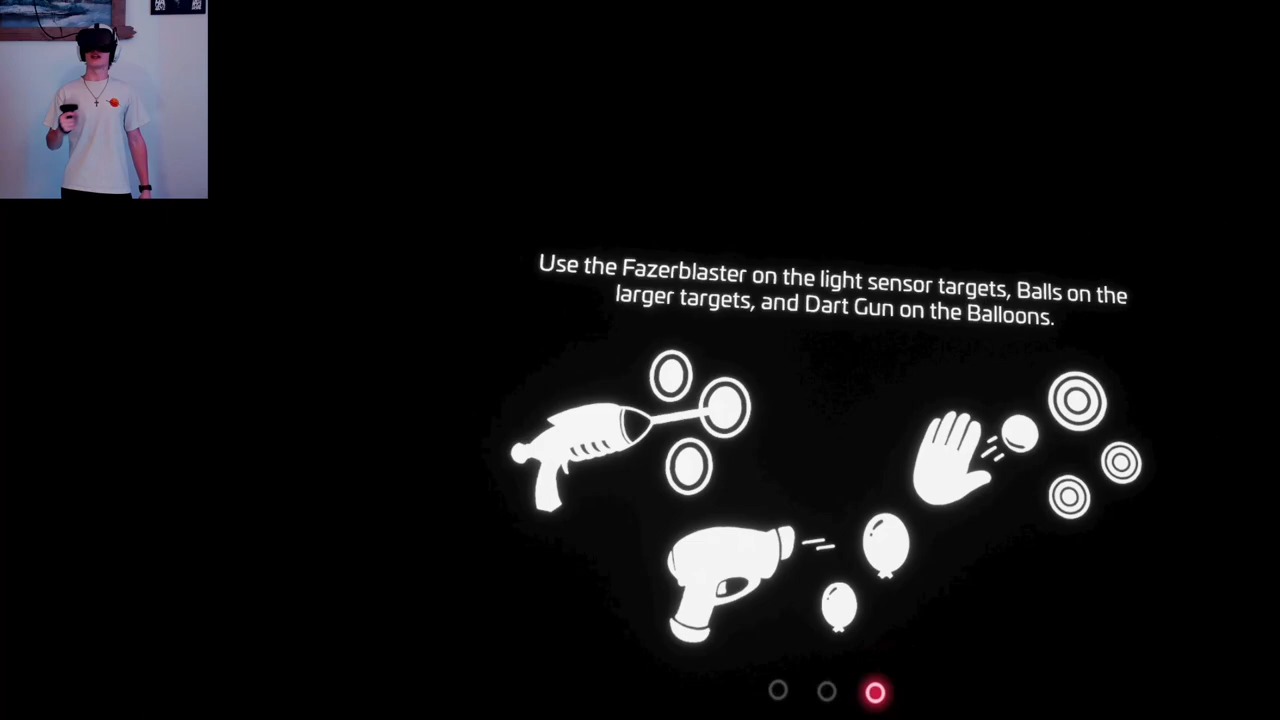 Use the Fazerblaster on the light sensor targets, Balls on the
larger targets, and Dart Gun on the Balloons.